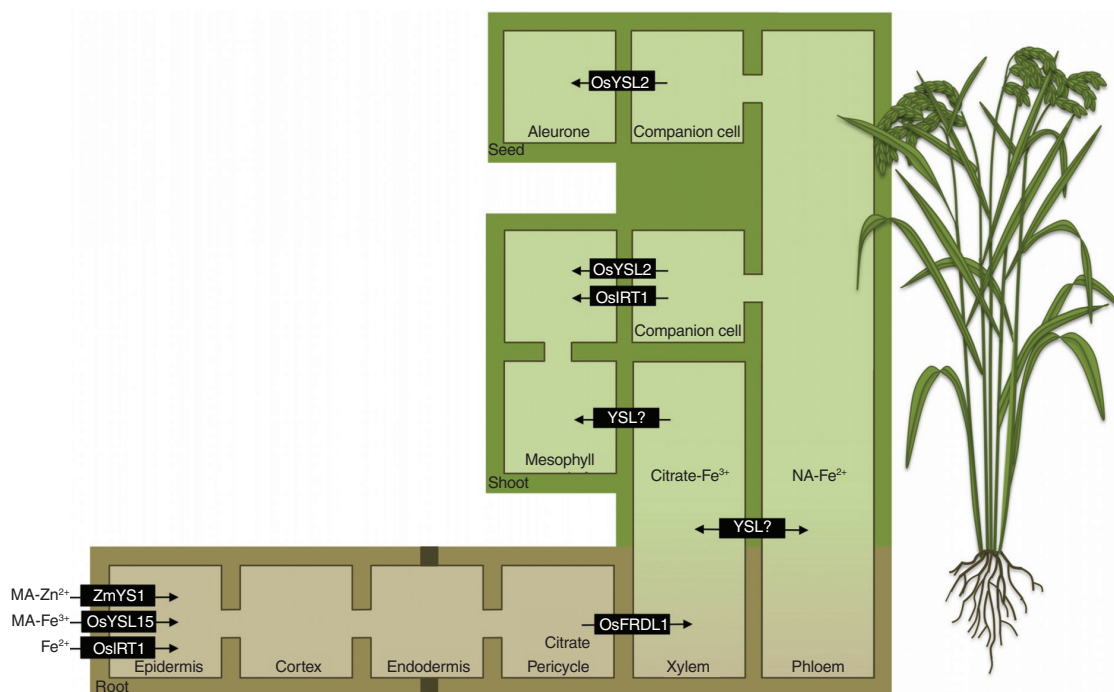 OsYSL2
Aleurone
Companion cell
Seed
OsYSL2
OsIRT1
Companion cell
YSL?
Mesophyll
Citrate-Fe³⁺
NA-Fe²⁺
Shoot
YSL?
MA-Zn²⁺
ZmYS1
MA-Fe³⁺
OsYSL15
OsFRDL1
Fe²⁺
OsIRT1
Citrate
Epidermis
Cortex
Endodermis
Pericycle
Xylem
Phloem
Root